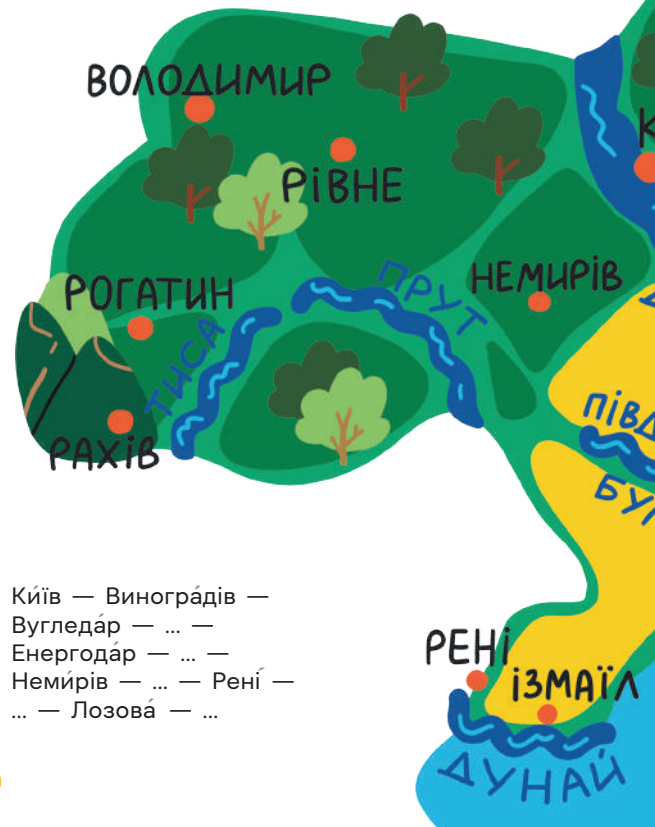 ВОЛОДИМИР
РІВНЕ
К
ПРУТ
НЕМИРІВ
РОГАТИН
ТИСА
РАХІВ
ПІВД
БУГ
Ки́їв — Виногра́дів —
Вугледа́р — ... —
Енергода́р — ... —
Неми́рів — ... — Рені́ —
... — Лозова́ — ...
РЕНІ
ІЗМАЇЛ
ДУНАЙ